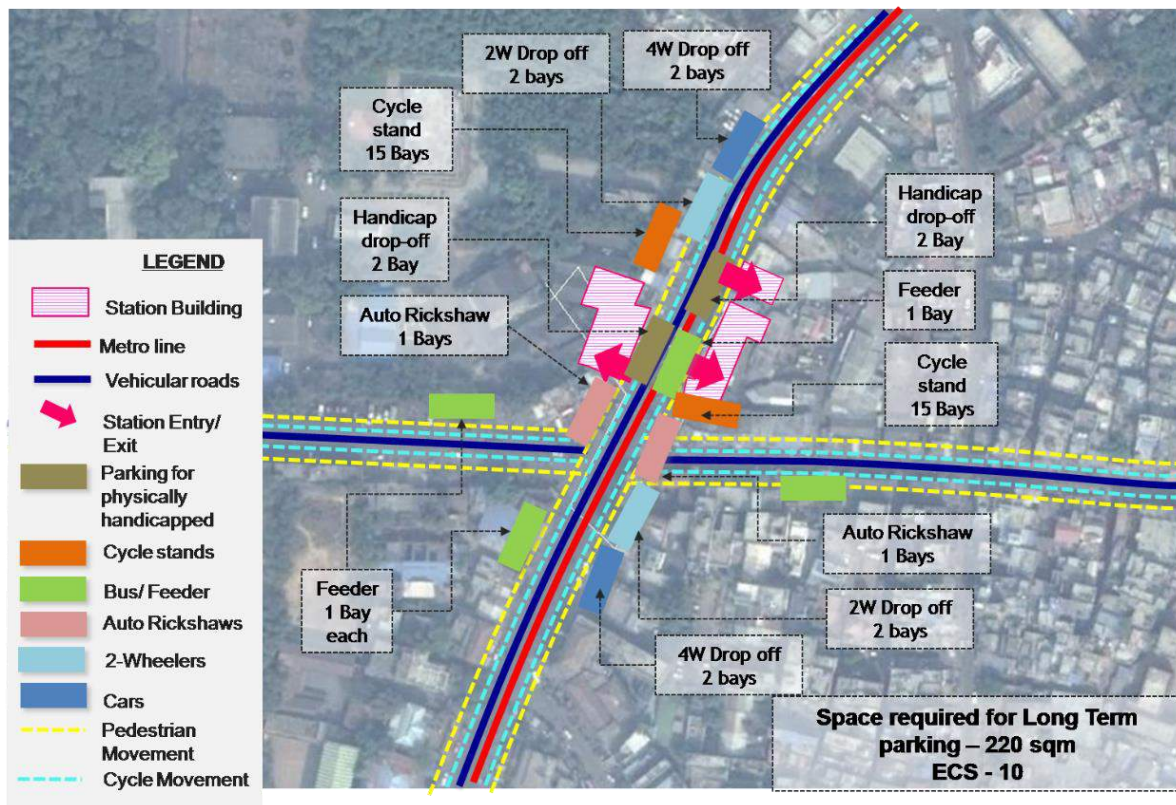 2W Drop off
2 bays
4W Drop off
2 bays
Cycle
stand
15 Bays
Handicap
drop-off
2 Bay
Handicap
drop-off
2 Bay
Auto Rickshaw
1 Bays
Feeder
1 Bay
Cycle
stand
15 Bays
LEGEND
Station Building
Metro line
Vehicular roads
Station Entry/
Exit
Parking for
physically
handicapped
Cycle stands
Bus/ Feeder
Auto Rickshaws
2-Wheelers
Cars
Pedestrian
Movement
Cycle Movement
Feeder
1 Bay
each
Auto Rickshaw
1 Bays
2W Drop off
2 bays
4W Drop off
2 bays
Space required for Long Term
parking – 220 sqm
ECS - 10